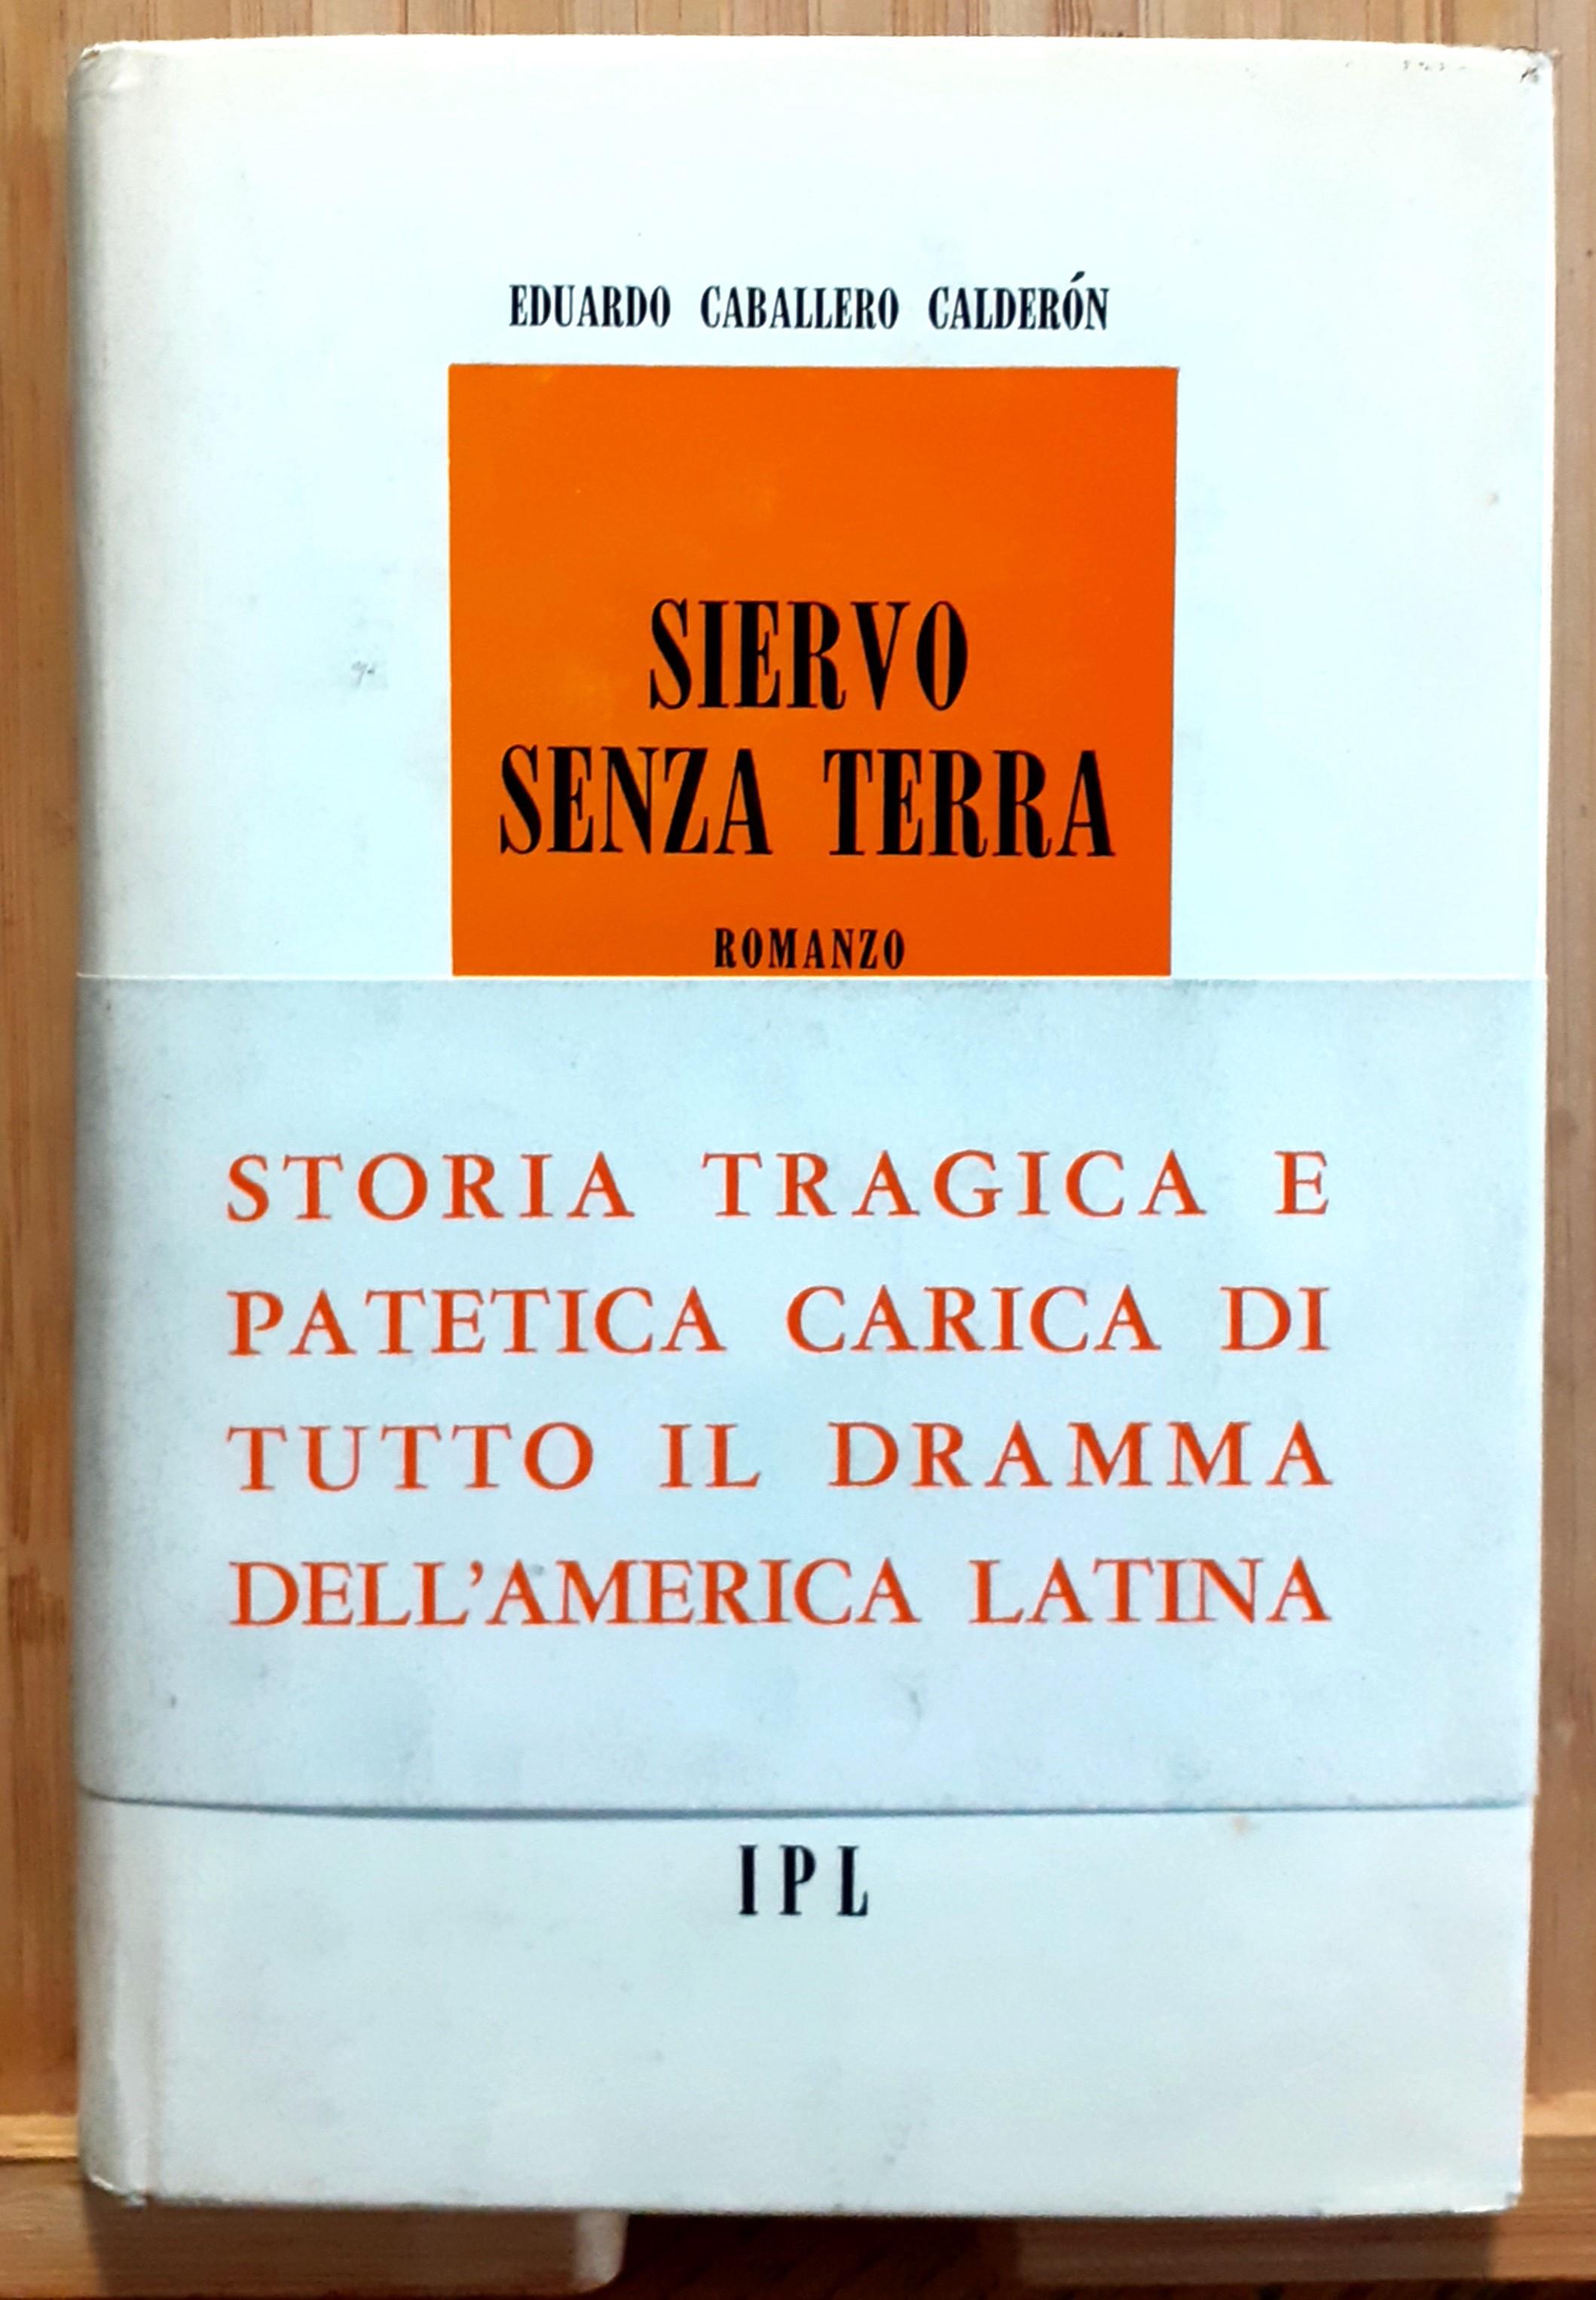 EDUARDO CABALLERO CALDERÓN
SIERVO
SENZA TERRA
ROMANZO
STORIA TRAGICA E
PATETICA CARICA DI
TUTTO IL DRAMMA
DELL'AMERICA LATINA
IPL